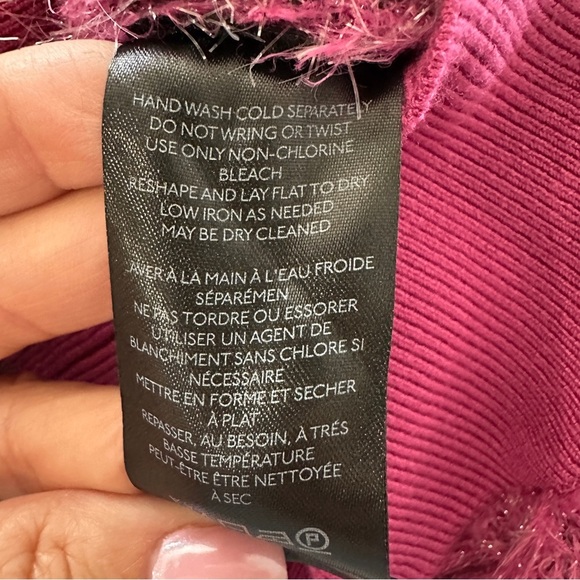 HAND WASH COLD SEPARATELY
DO NOT WRING OR TWIST
USE ONLY NON-CHLORINE
BLEACH
RESHAPE AND LAY FLAT TO DRY
LOW IRON AS NEEDED
MAY BE DRY CLEANED
LAVER À LA MAIN À L'EAU FROIDE
SÉPARÉMEN
NE PAS TORDRE OU ESSORER
UTILISER UN AGENT DE
BLANCHIMENT SANS CHLORE SI
NÉCESSAIRE
METTRE EN FORME ET SECHER
À PLAT
REPASSER, AU BESOIN, À TRÉS
BASSE TEMPÉRATURE
PEUT-ÊTRE ÊTRE NETTOYÉE
À SEC
P